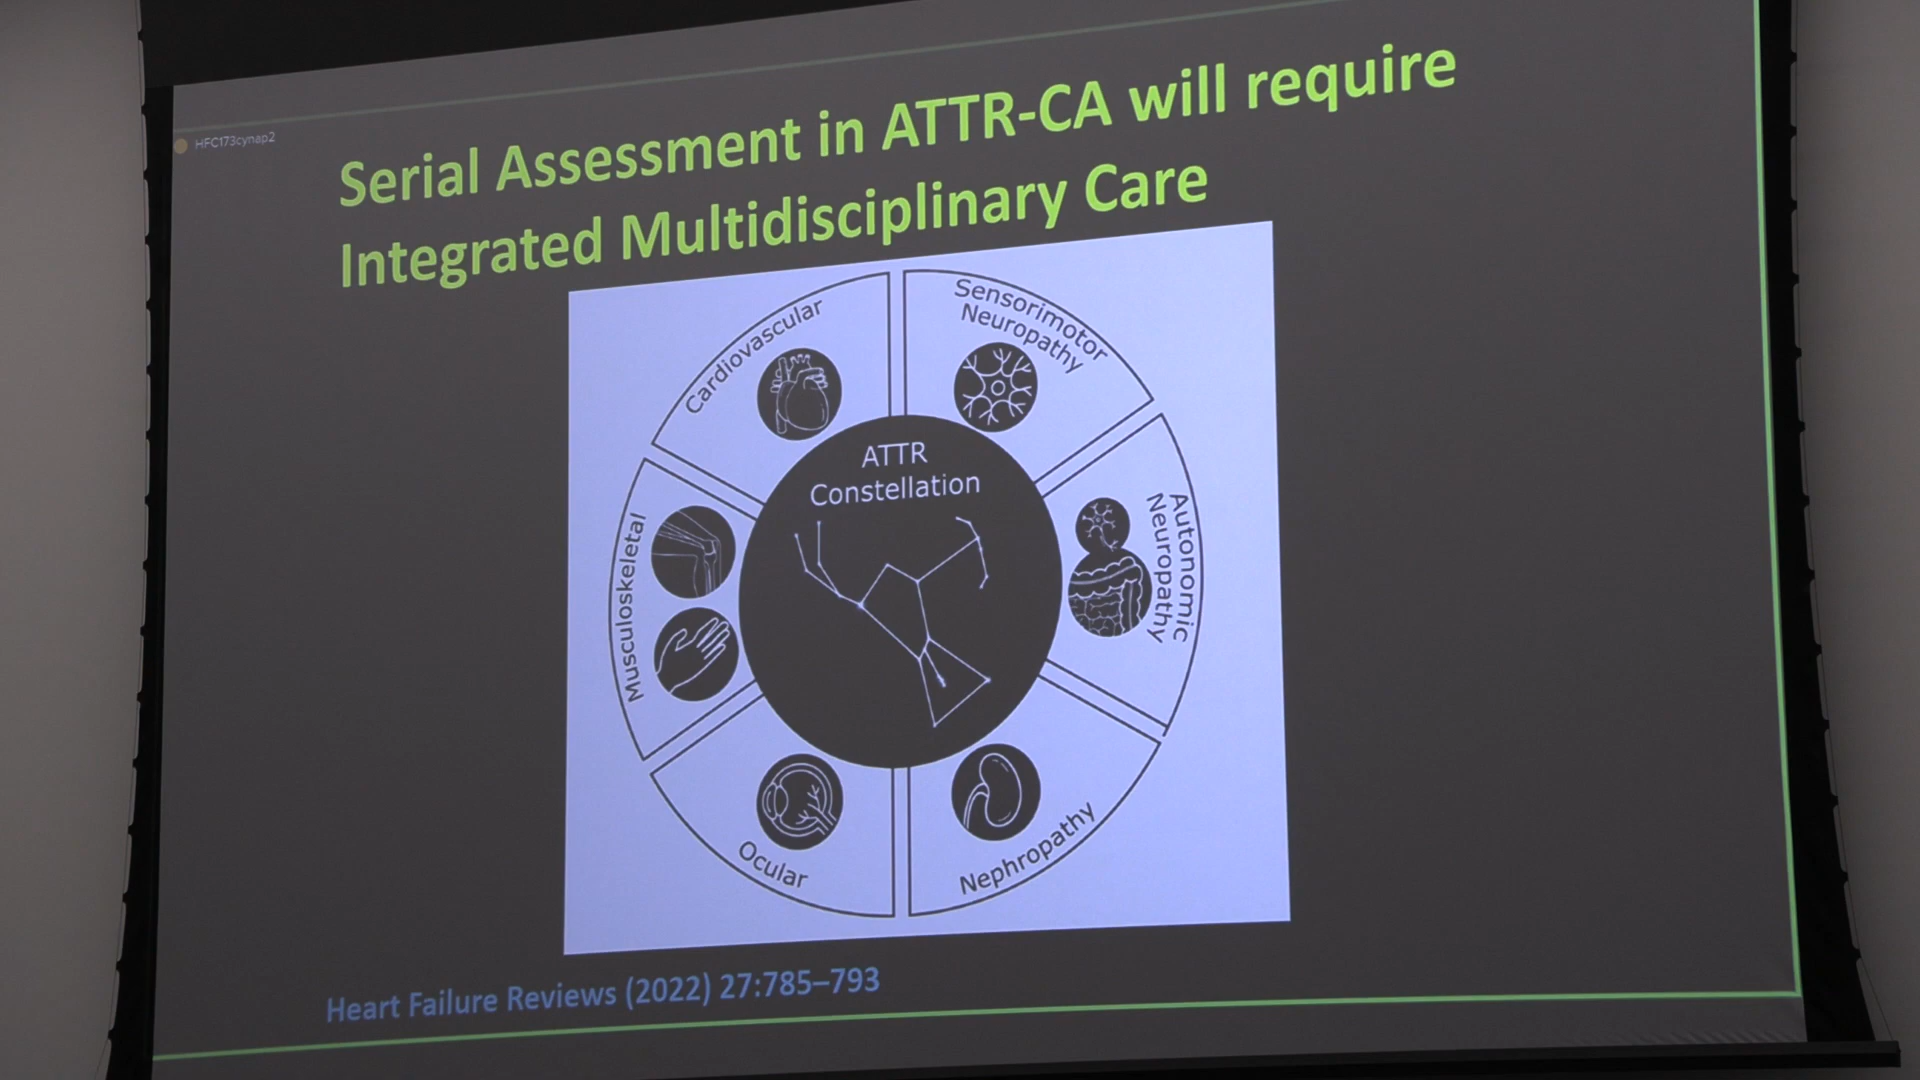 HFC173cynap2
Serial Assessment in ATTR-CA will require
Integrated Multidisciplinary Care
Cardiovascular
Sensorimotor
Neuropathy
ATTR
Constellation
Autonomic
Neuropathy
Musculoskeletal
Ocular
Nephropathy
Heart Failure Reviews (2022) 27:785–793